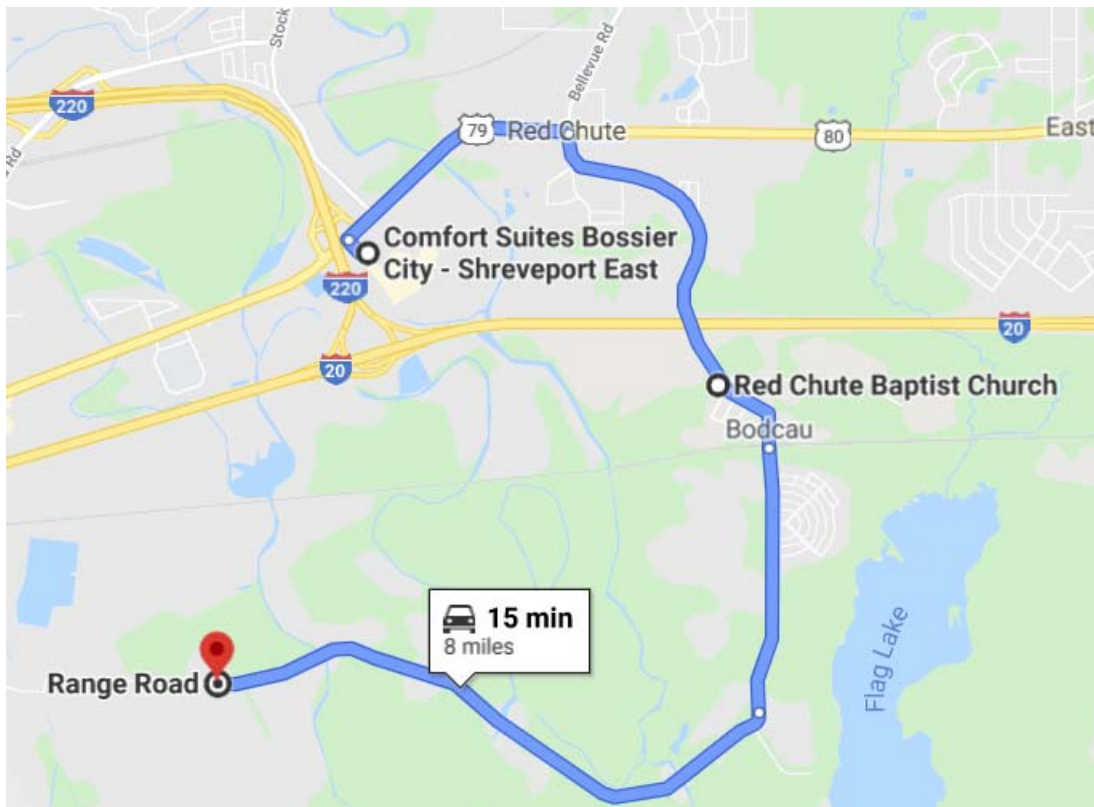 Stock
220
Bellevue Rd
79
Red Chute
80
East
Rd
Comfort Suites Bossier
City - Shreveport East
220
20
20
Red Chute Baptist Church
Bodcau
15 min
8 miles
Flag Lake
Range Road